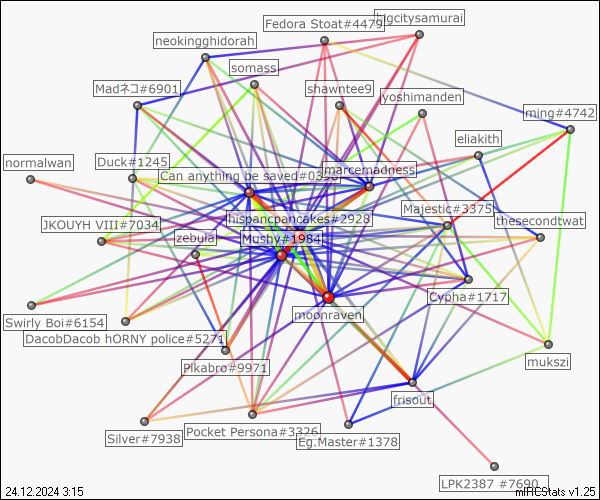 Fedora Stoat#4479
bigcitysamurai
neokingghidorah
somass
Madネコ#6901
shawntee9
yoshimanden
ming#4742
eliakith
normalwan
Duck#1245
Can anything be saved#0398
marcemadness
hispancpancakes#2928
Majestic#3375
thesecondtwat
JKOUYH VIII#7034
zebula
Mushy#1984
Cypha#1717
moonraven
Swirly Boi#6154
DacobDacob hORNY police#5271
Pikabro#9971
mukszi
frisout
Silver#7938
Pocket Persona#3326
Eg.Master#1378
LPK2387 #7690
24.12.2024 3:15
mIRCStats v1.25